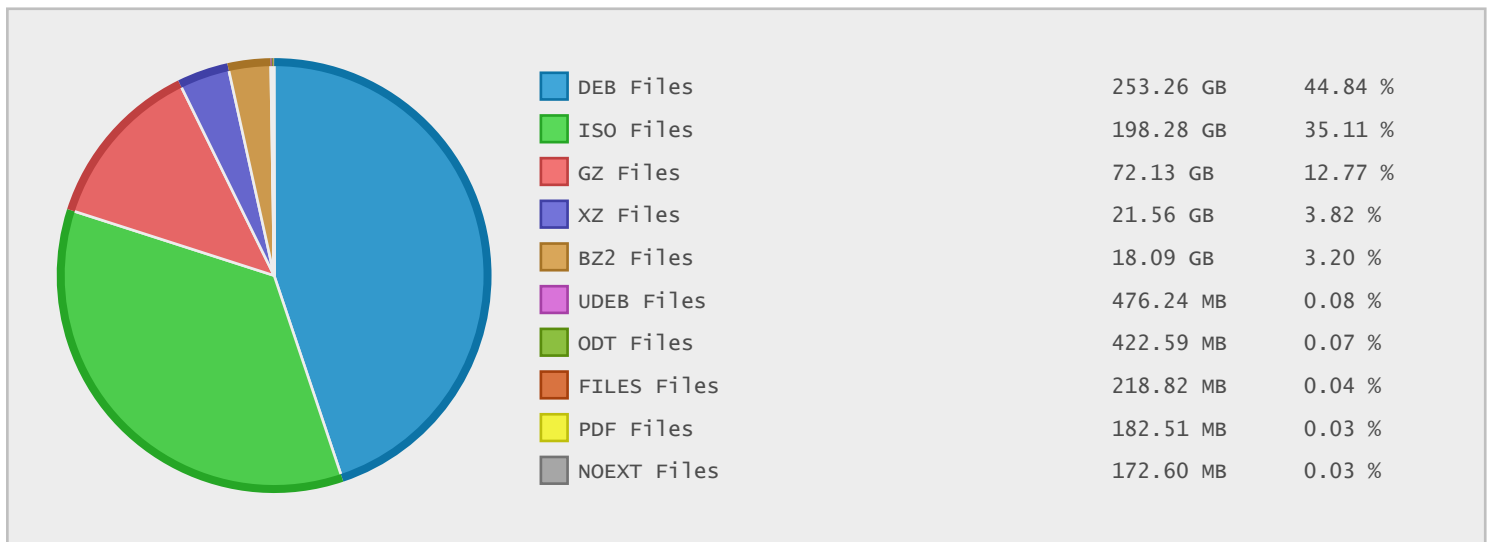 DEB Files 253.26 GB 44.84 %
ISO Files 198.28 GB 35.11 %
GZ Files 72.13 GB 12.77 %
XZ Files 21.56 GB 3.82 %
BZ2 Files 18.09 GB 3.20 %
UDEB Files 476.24 MB 0.08 %
ODT Files 422.59 MB 0.07 %
FILES Files 218.82 MB 0.04 %
PDF Files 182.51 MB 0.03 %
NOEXT Files 172.60 MB 0.03 %